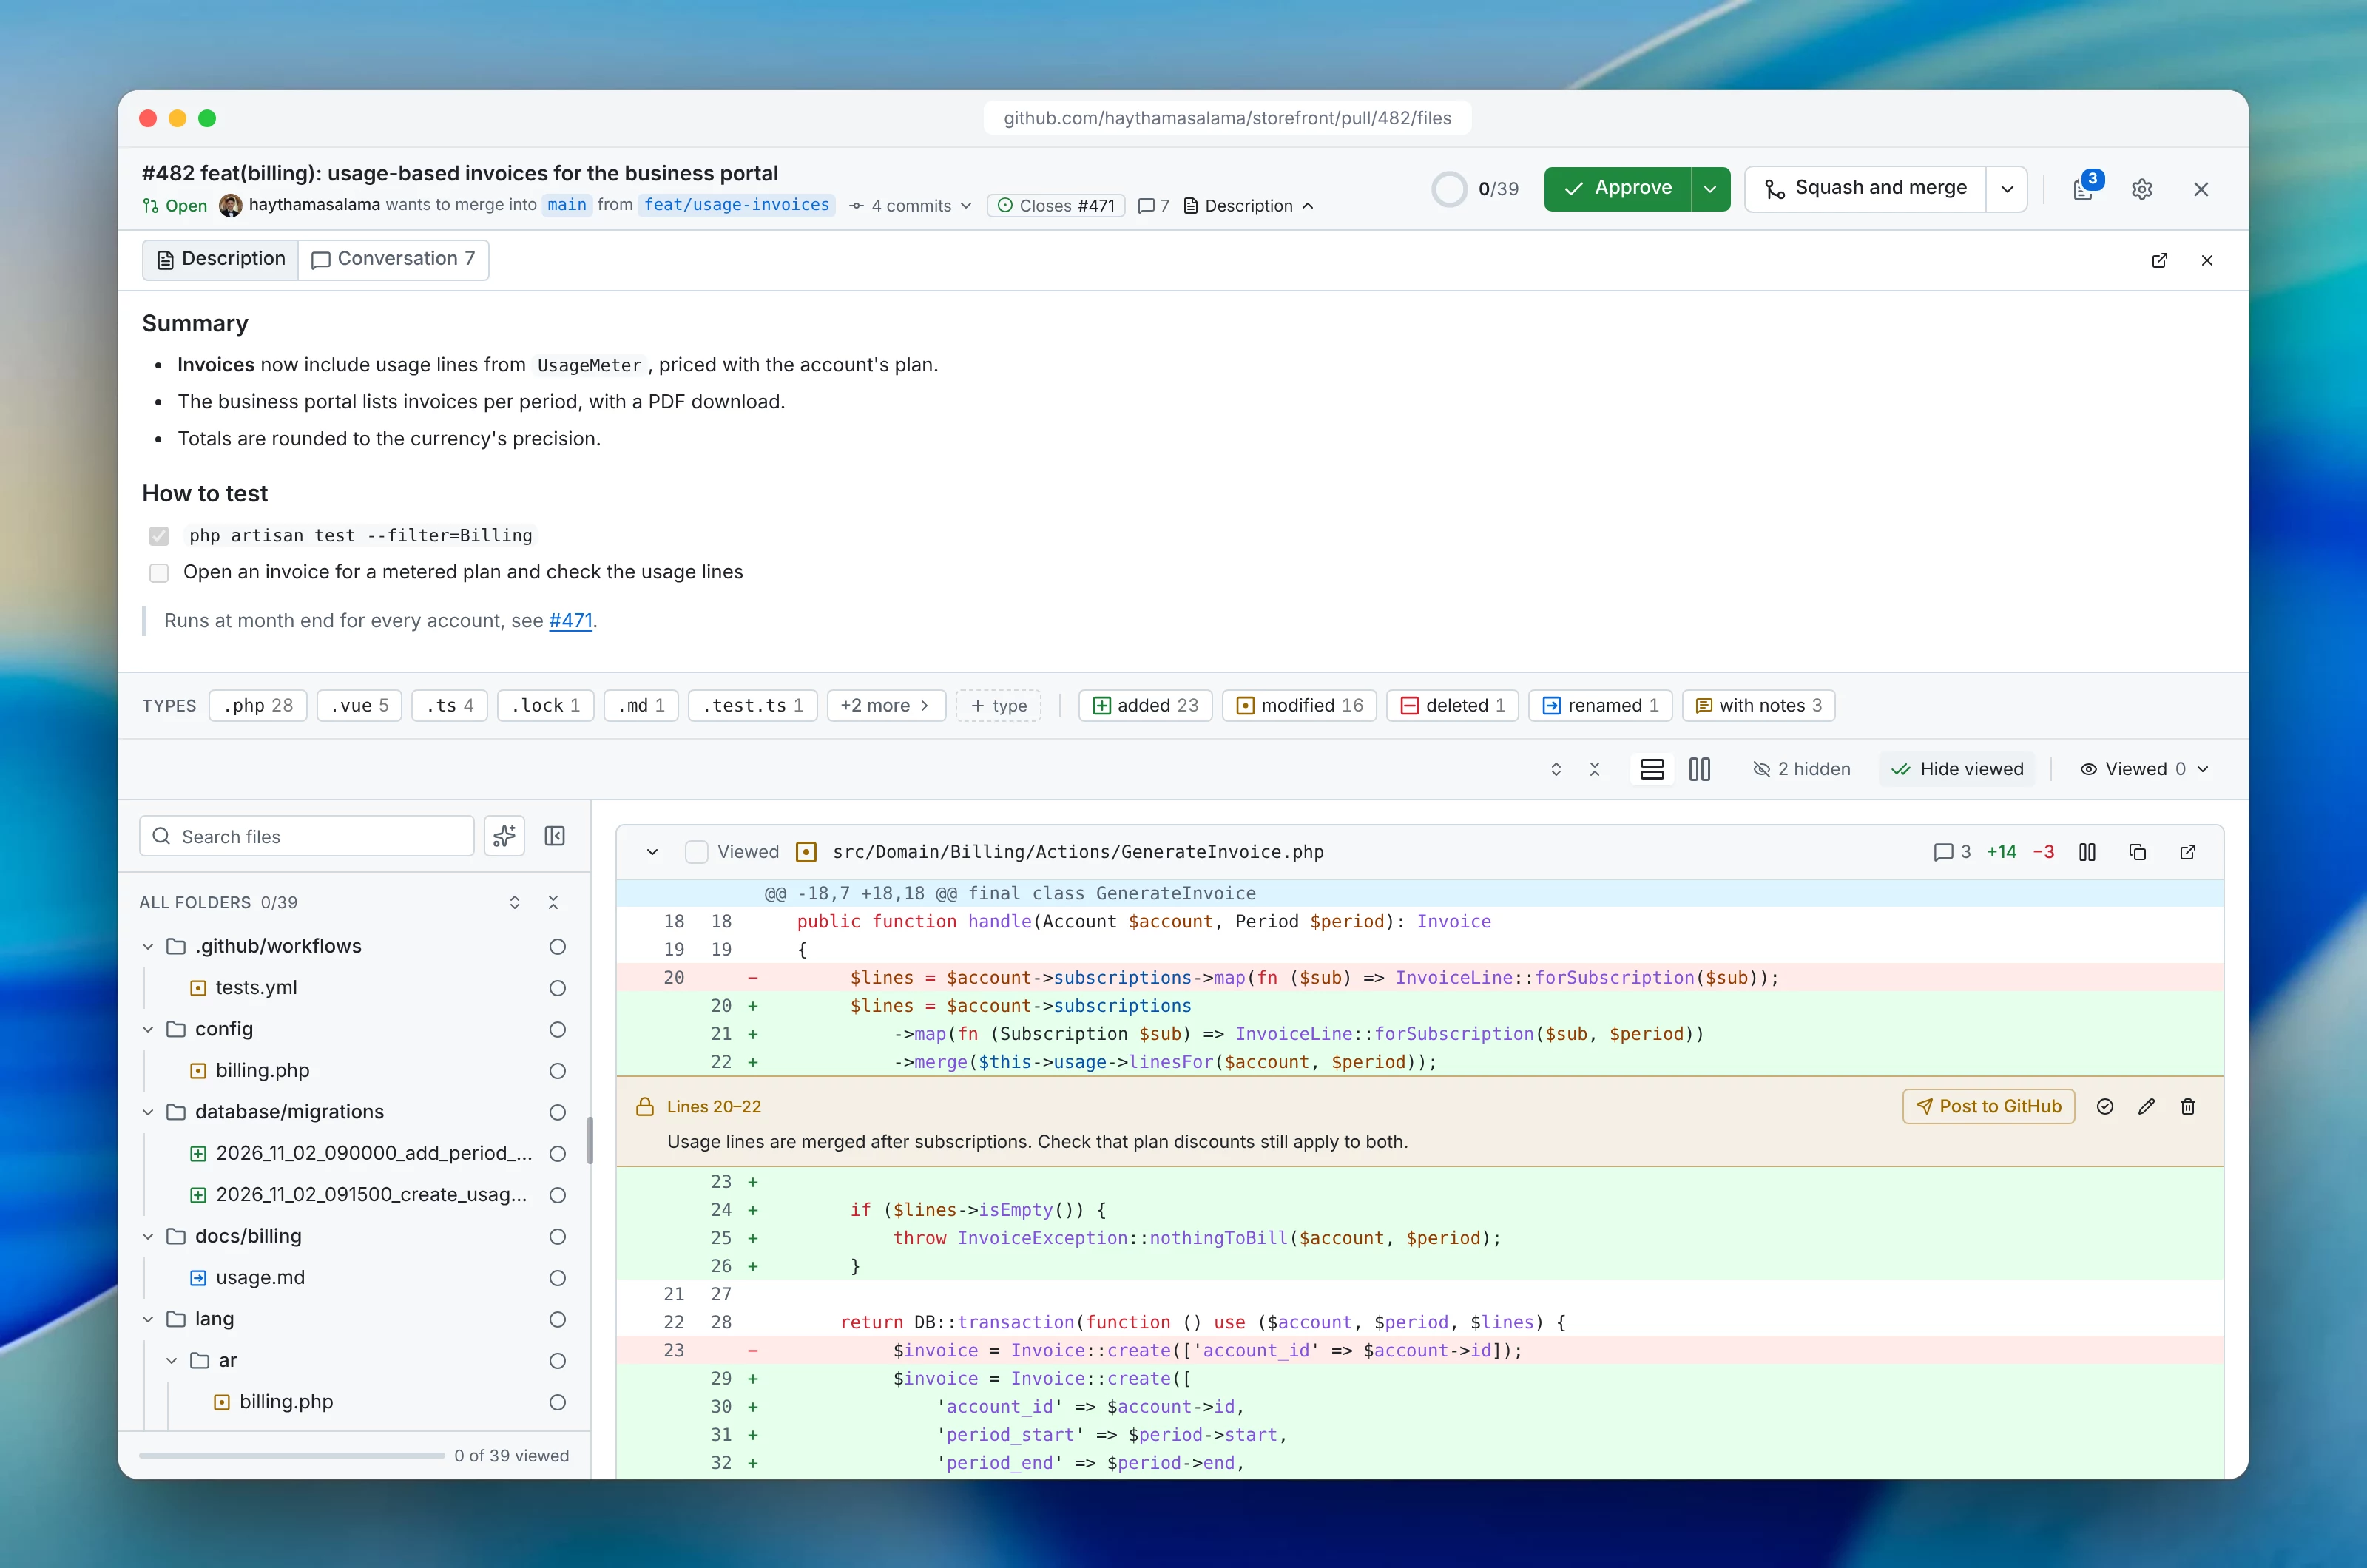 github.com/haythamasalama/storefront/pull/482/files
#482 feat(billing): usage-based invoices for the business portal
Open haythamasalama wants to merge into main from feat/usage-invoices 4 commits Closes #471 7 Description
0/39 Approve Squash and merge 3
Description Conversation 7
Summary
• Invoices now include usage lines from UsageMeter, priced with the account's plan.
• The business portal lists invoices per period, with a PDF download.
• Totals are rounded to the currency's precision.
How to test
php artisan test --filter=Billing
Open an invoice for a metered plan and check the usage lines
Runs at month end for every account, see #471.
TYPES .php 28 .vue 5 .ts 4 .lock 1 .md 1 .test.ts 1 +2 more + type added 23 modified 16 deleted 1 renamed 1 with notes 3
2 hidden Hide viewed Viewed 0
Search files
ALL FOLDERS 0/39
.github/workflows
tests.yml
config
billing.php
database/migrations
2026_11_02_090000_add_period_...
2026_11_02_091500_create_usag...
docs/billing
usage.md
lang
ar
billing.php
0 of 39 viewed
Viewed src/Domain/Billing/Actions/GenerateInvoice.php 3 +14 −3
@@ -18,7 +18,18 @@ final class GenerateInvoice
18 18 public function handle(Account $account, Period $period): Invoice
19 19 {
20 − $lines = $account->subscriptions->map(fn ($sub) => InvoiceLine::forSubscription($sub));
20 + $lines = $account->subscriptions
21 + ->map(fn (Subscription $sub) => InvoiceLine::forSubscription($sub, $period))
22 + ->merge($this->usage->linesFor($account, $period));
Lines 20–22 Post to GitHub
Usage lines are merged after subscriptions. Check that plan discounts still apply to both.
23 +
24 + if ($lines->isEmpty()) {
25 + throw InvoiceException::nothingToBill($account, $period);
26 + }
21 27
22 28 return DB::transaction(function () use ($account, $period, $lines) {
23 − $invoice = Invoice::create(['account_id' => $account->id]);
29 + $invoice = Invoice::create([
30 + 'account_id' => $account->id,
31 + 'period_start' => $period->start,
32 + 'period_end' => $period->end,